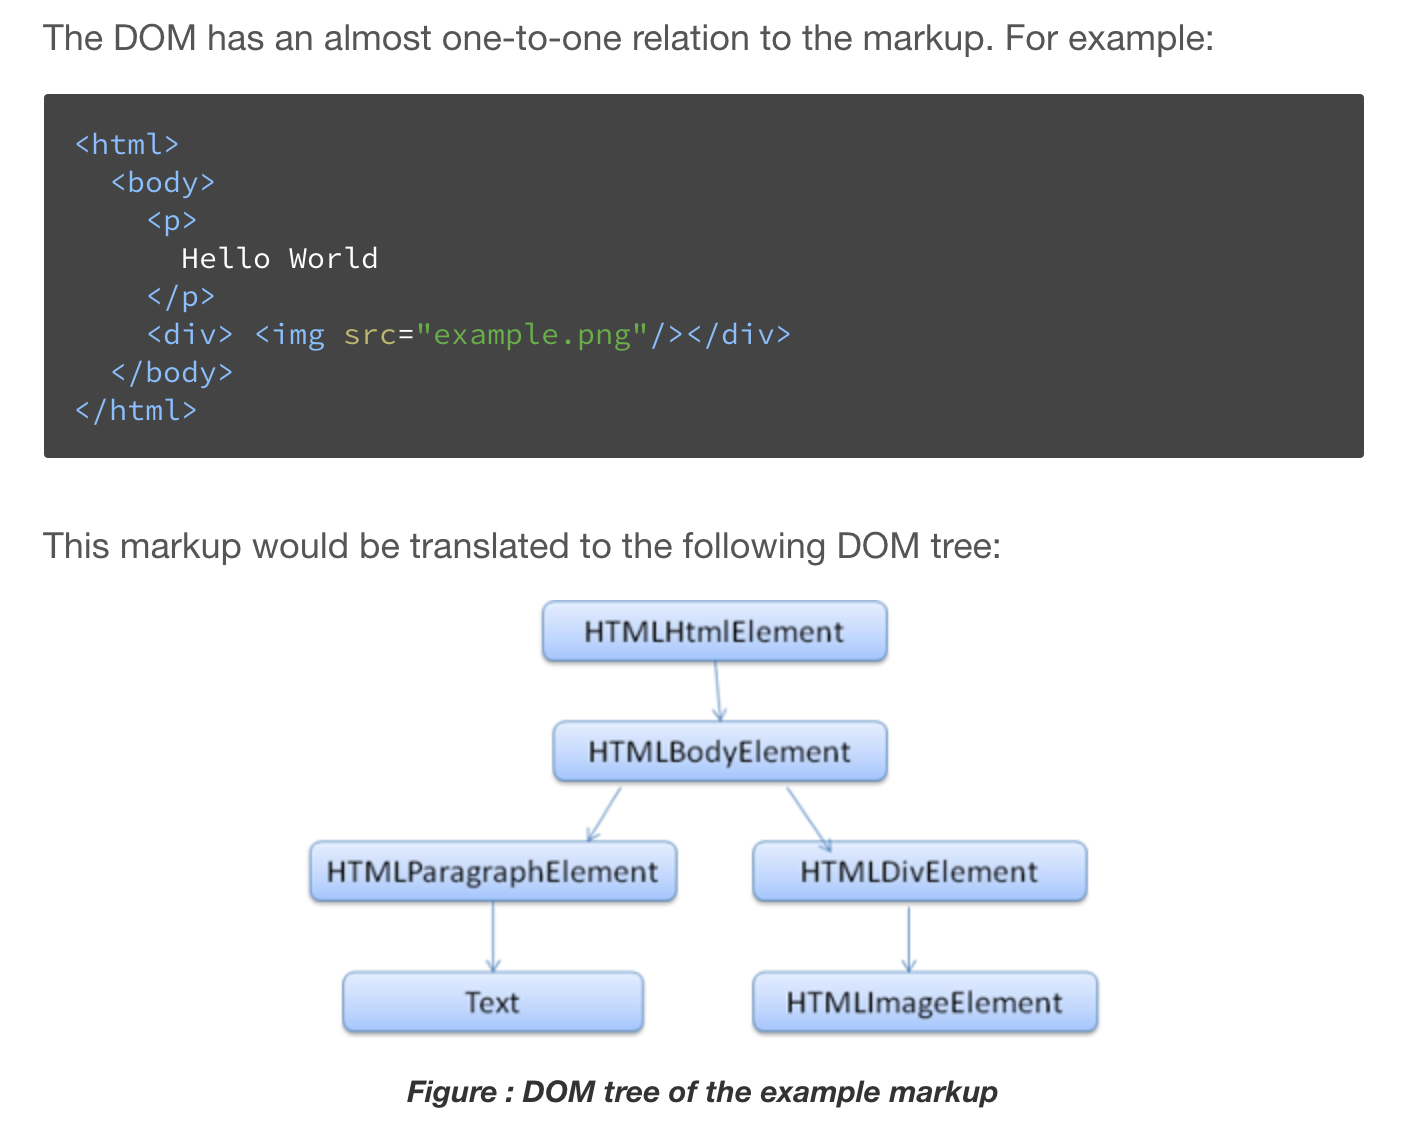 The DOM has an almost one-to-one relation to the markup. For example:
<html>
  <body>
    <p>
      Hello World
    </p>
    <div> <img src="example.png"/></div>
  </body>
</html>
This markup would be translated to the following DOM tree:
HTMLHtmlElement
HTMLBodyElement
HTMLParagraphElement HTMLDivElement
Text HTMLImageElement
Figure : DOM tree of the example markup